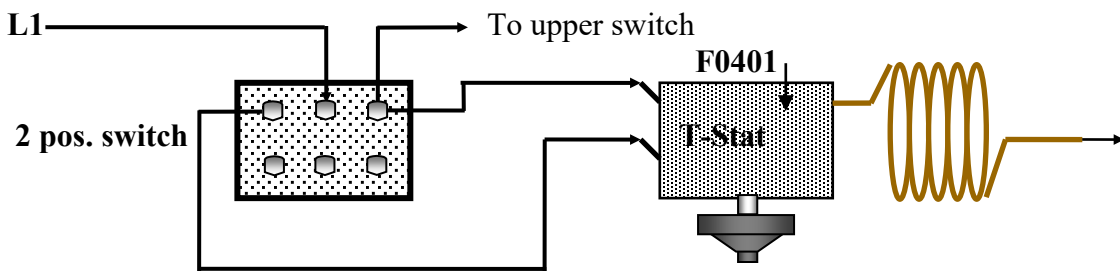 L1
To upper switch
F0401
2 pos. switch
T-Stat